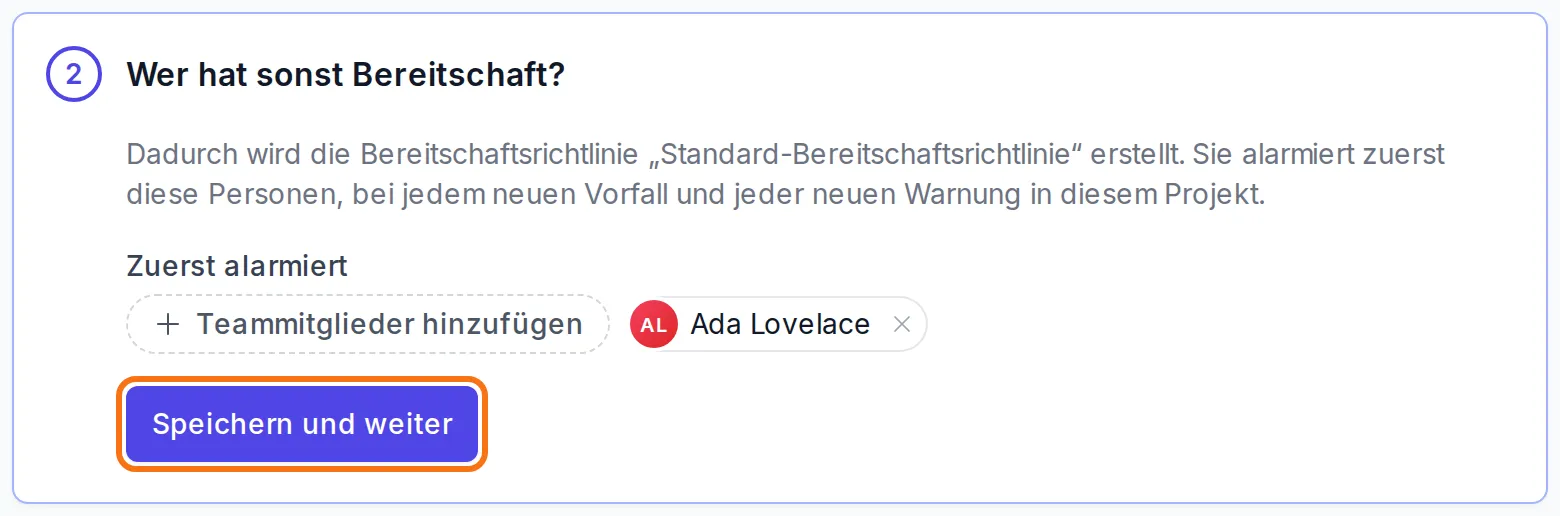 2
Wer hat sonst Bereitschaft?
Dadurch wird die Bereitschaftsrichtlinie „Standard-Bereitschaftsrichtlinie“ erstellt. Sie alarmiert zuerst
diese Personen, bei jedem neuen Vorfall und jeder neuen Warnung in diesem Projekt.
Zuerst alarmiert
Teammitglieder hinzufügen
AL Ada Lovelace
Speichern und weiter